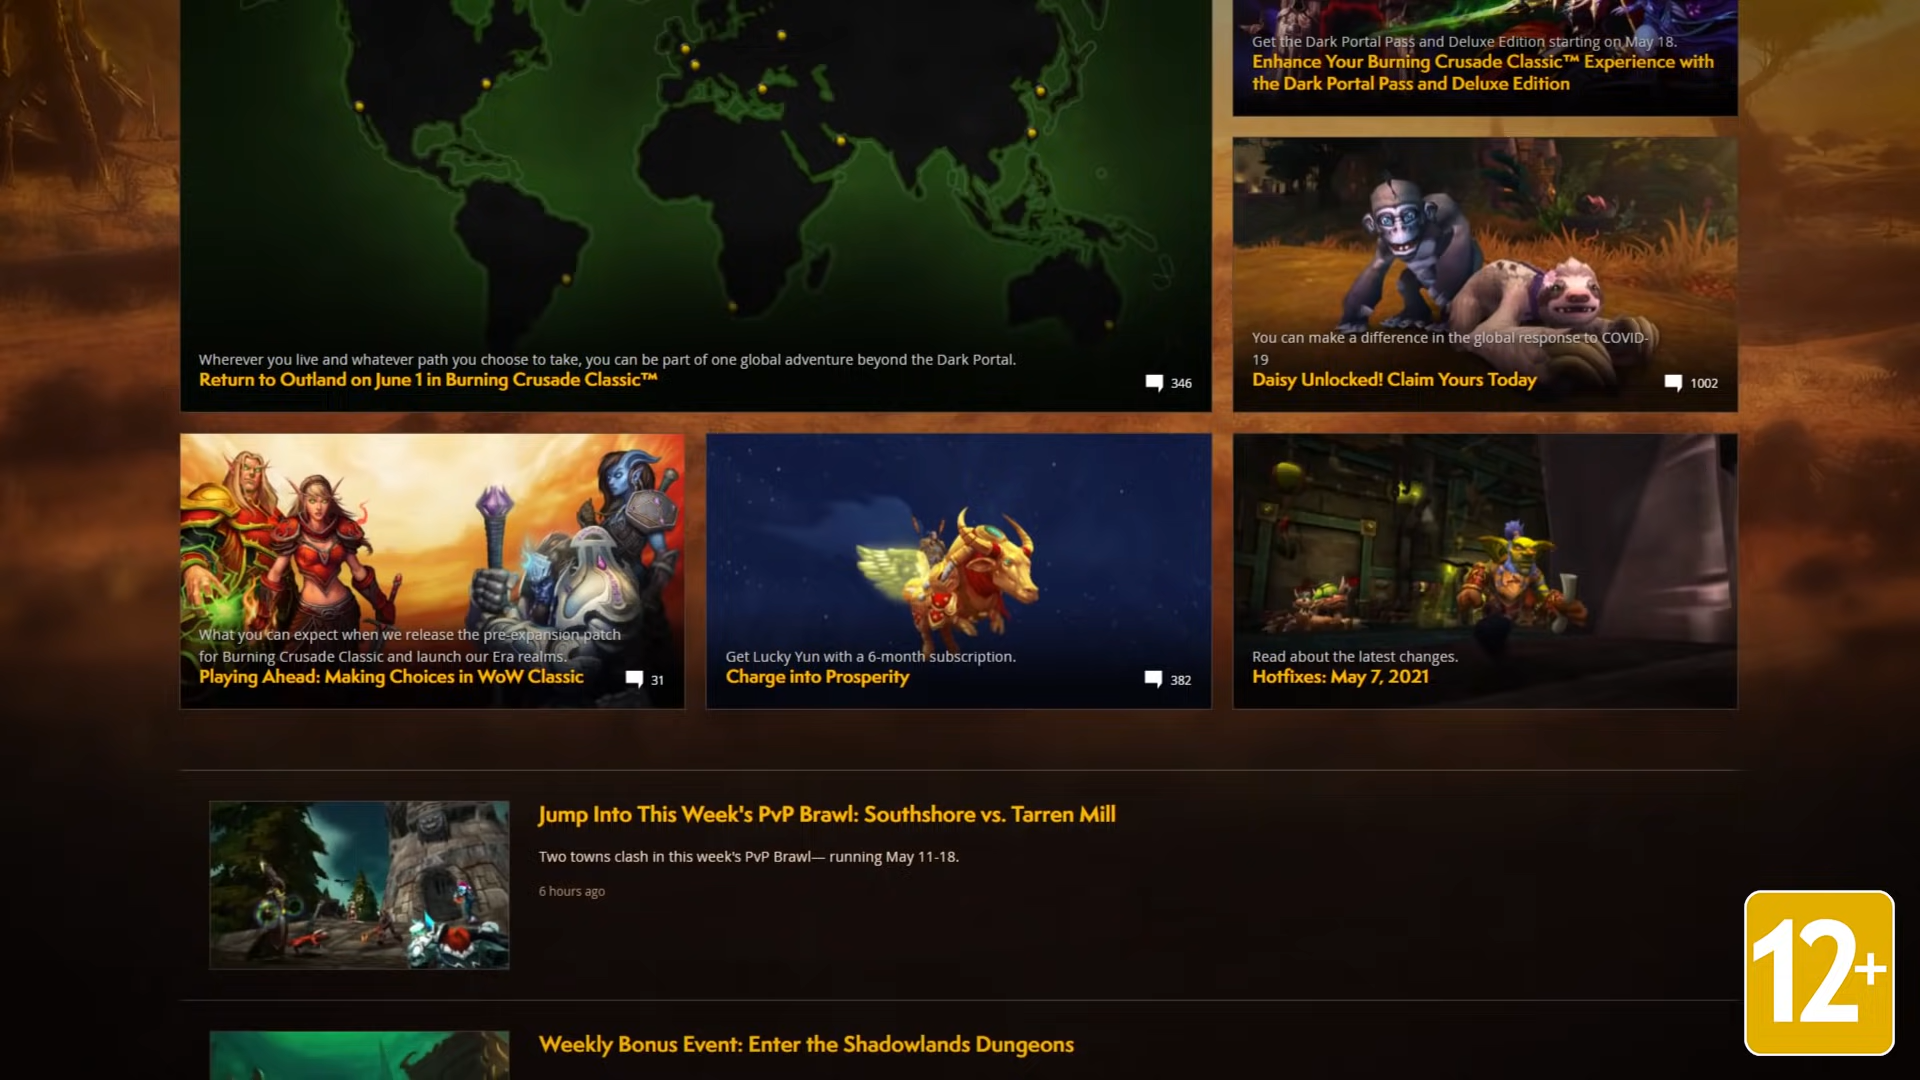 Get the Dark Portal Pass and Deluxe Edition starting on May 18.
Enhance Your Burning Crusade Classic™ Experience with
the Dark Portal Pass and Deluxe Edition
Wherever you live and whatever path you choose to take, you can be part of one global adventure beyond the Dark Portal.
Return to Outland on June 1 in Burning Crusade Classic™
346
You can make a difference in the global response to COVID-
19
Daisy Unlocked! Claim Yours Today
1002
What you can expect when we release the pre-expansion patch
for Burning Crusade Classic and launch our Era realms.
Playing Ahead: Making Choices in WoW Classic
31
Get Lucky Yun with a 6-month subscription.
Charge into Prosperity
382
Read about the latest changes.
Hotfixes: May 7, 2021
Jump Into This Week's PvP Brawl: Southshore vs. Tarren Mill
Two towns clash in this week's PvP Brawl— running May 11-18.
6 hours ago
Weekly Bonus Event: Enter the Shadowlands Dungeons
12+